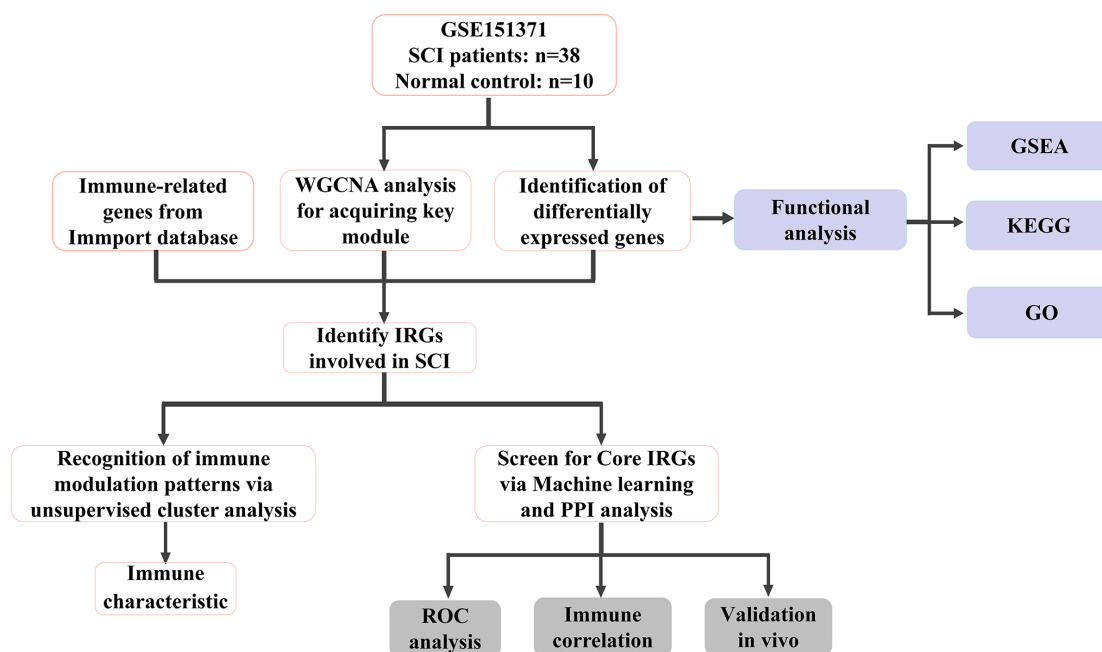 GSE151371
SCI patients: n=38
Normal control: n=10
Immune-related
genes from
Immport database
WGCNA analysis
for acquiring key
module
Identification of
differentially
expressed genes
Functional
analysis
GSEA
KEGG
GO
Identify IRGs
involved in SCI
Recognition of immune
modulation patterns via
unsupervised cluster analysis
Screen for Core IRGs
via Machine learning
and PPI analysis
Immune
characteristic
ROC
analysis
Immune
correlation
Validation
in vivo